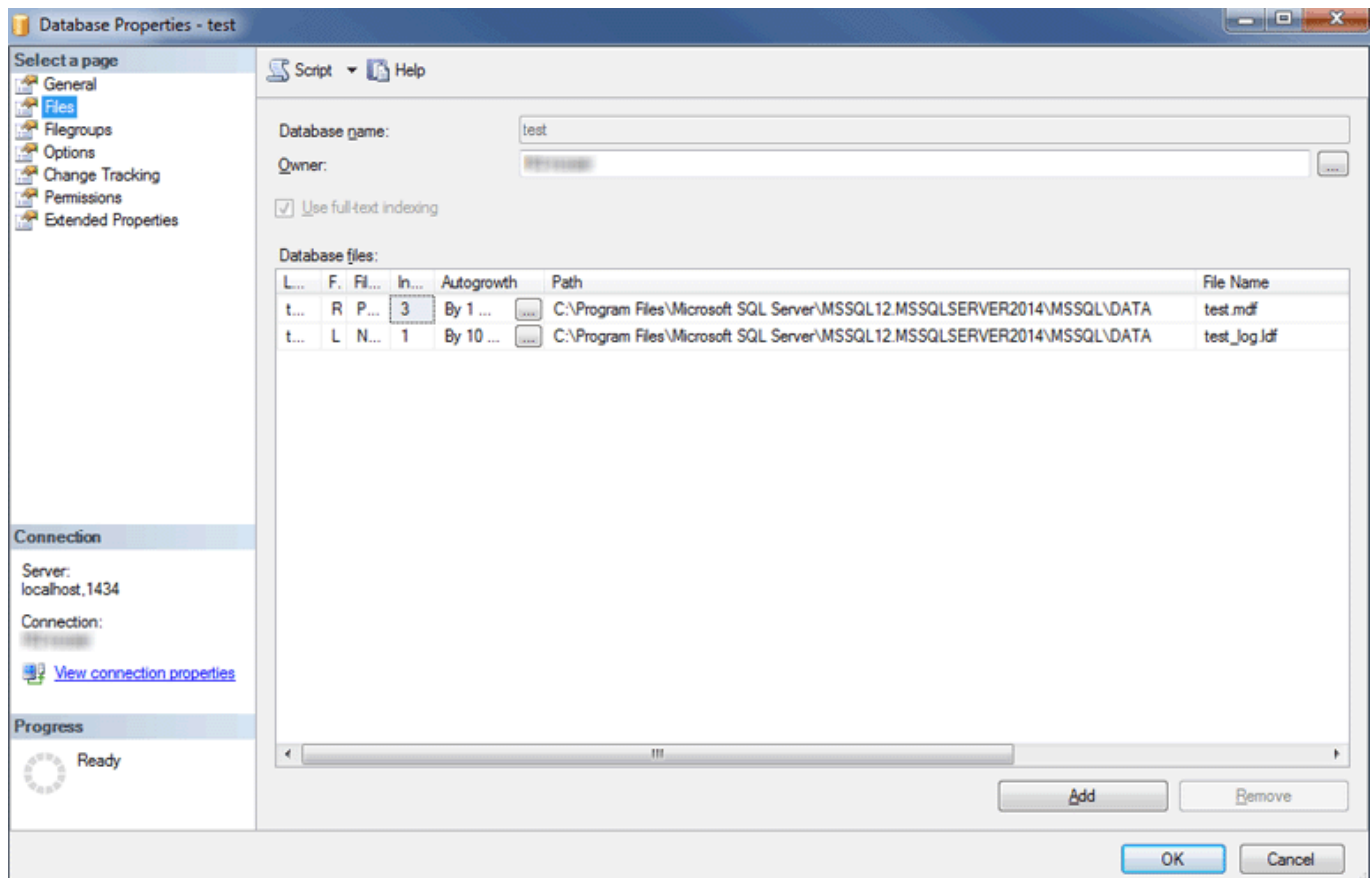 Database Properties - test
Select a page
General
Files
Filegroups
Options
Change Tracking
Permissions
Extended Properties
Script
Help
Database name:
test
Owner:
...
Use full-text indexing
Database files:
L... F. Fil... In... Autogrowth Path File Name
t... R P... 3 By 1 ... ... C:\Program Files\Microsoft SQL Server\MSSQL12.MSSQLSERVER2014\MSSQL\DATA test.mdf
t... L N... 1 By 10 ... ... C:\Program Files\Microsoft SQL Server\MSSQL12.MSSQLSERVER2014\MSSQL\DATA test_log.ldf
Connection
Server:
localhost,1434
Connection:
View connection properties
Progress
Ready
Add
Remove
OK
Cancel